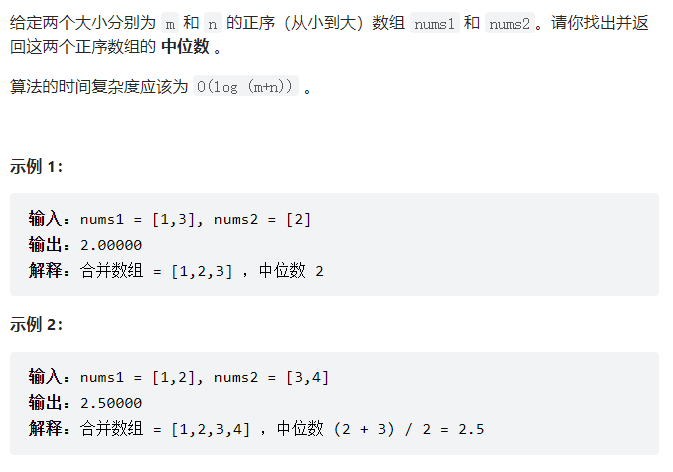 给定两个大小分别为 m 和 n 的正序（从小到大）数组 nums1 和 nums2。请你找出并返
回这两个正序数组的 中位数 。
算法的时间复杂度应该为 O(log (m+n)) 。
示例 1：
输入：nums1 = [1,3], nums2 = [2]
输出：2.00000
解释：合并数组 = [1,2,3] ，中位数 2
示例 2：
输入：nums1 = [1,2], nums2 = [3,4]
输出：2.50000
解释：合并数组 = [1,2,3,4] ，中位数 (2 + 3) / 2 = 2.5